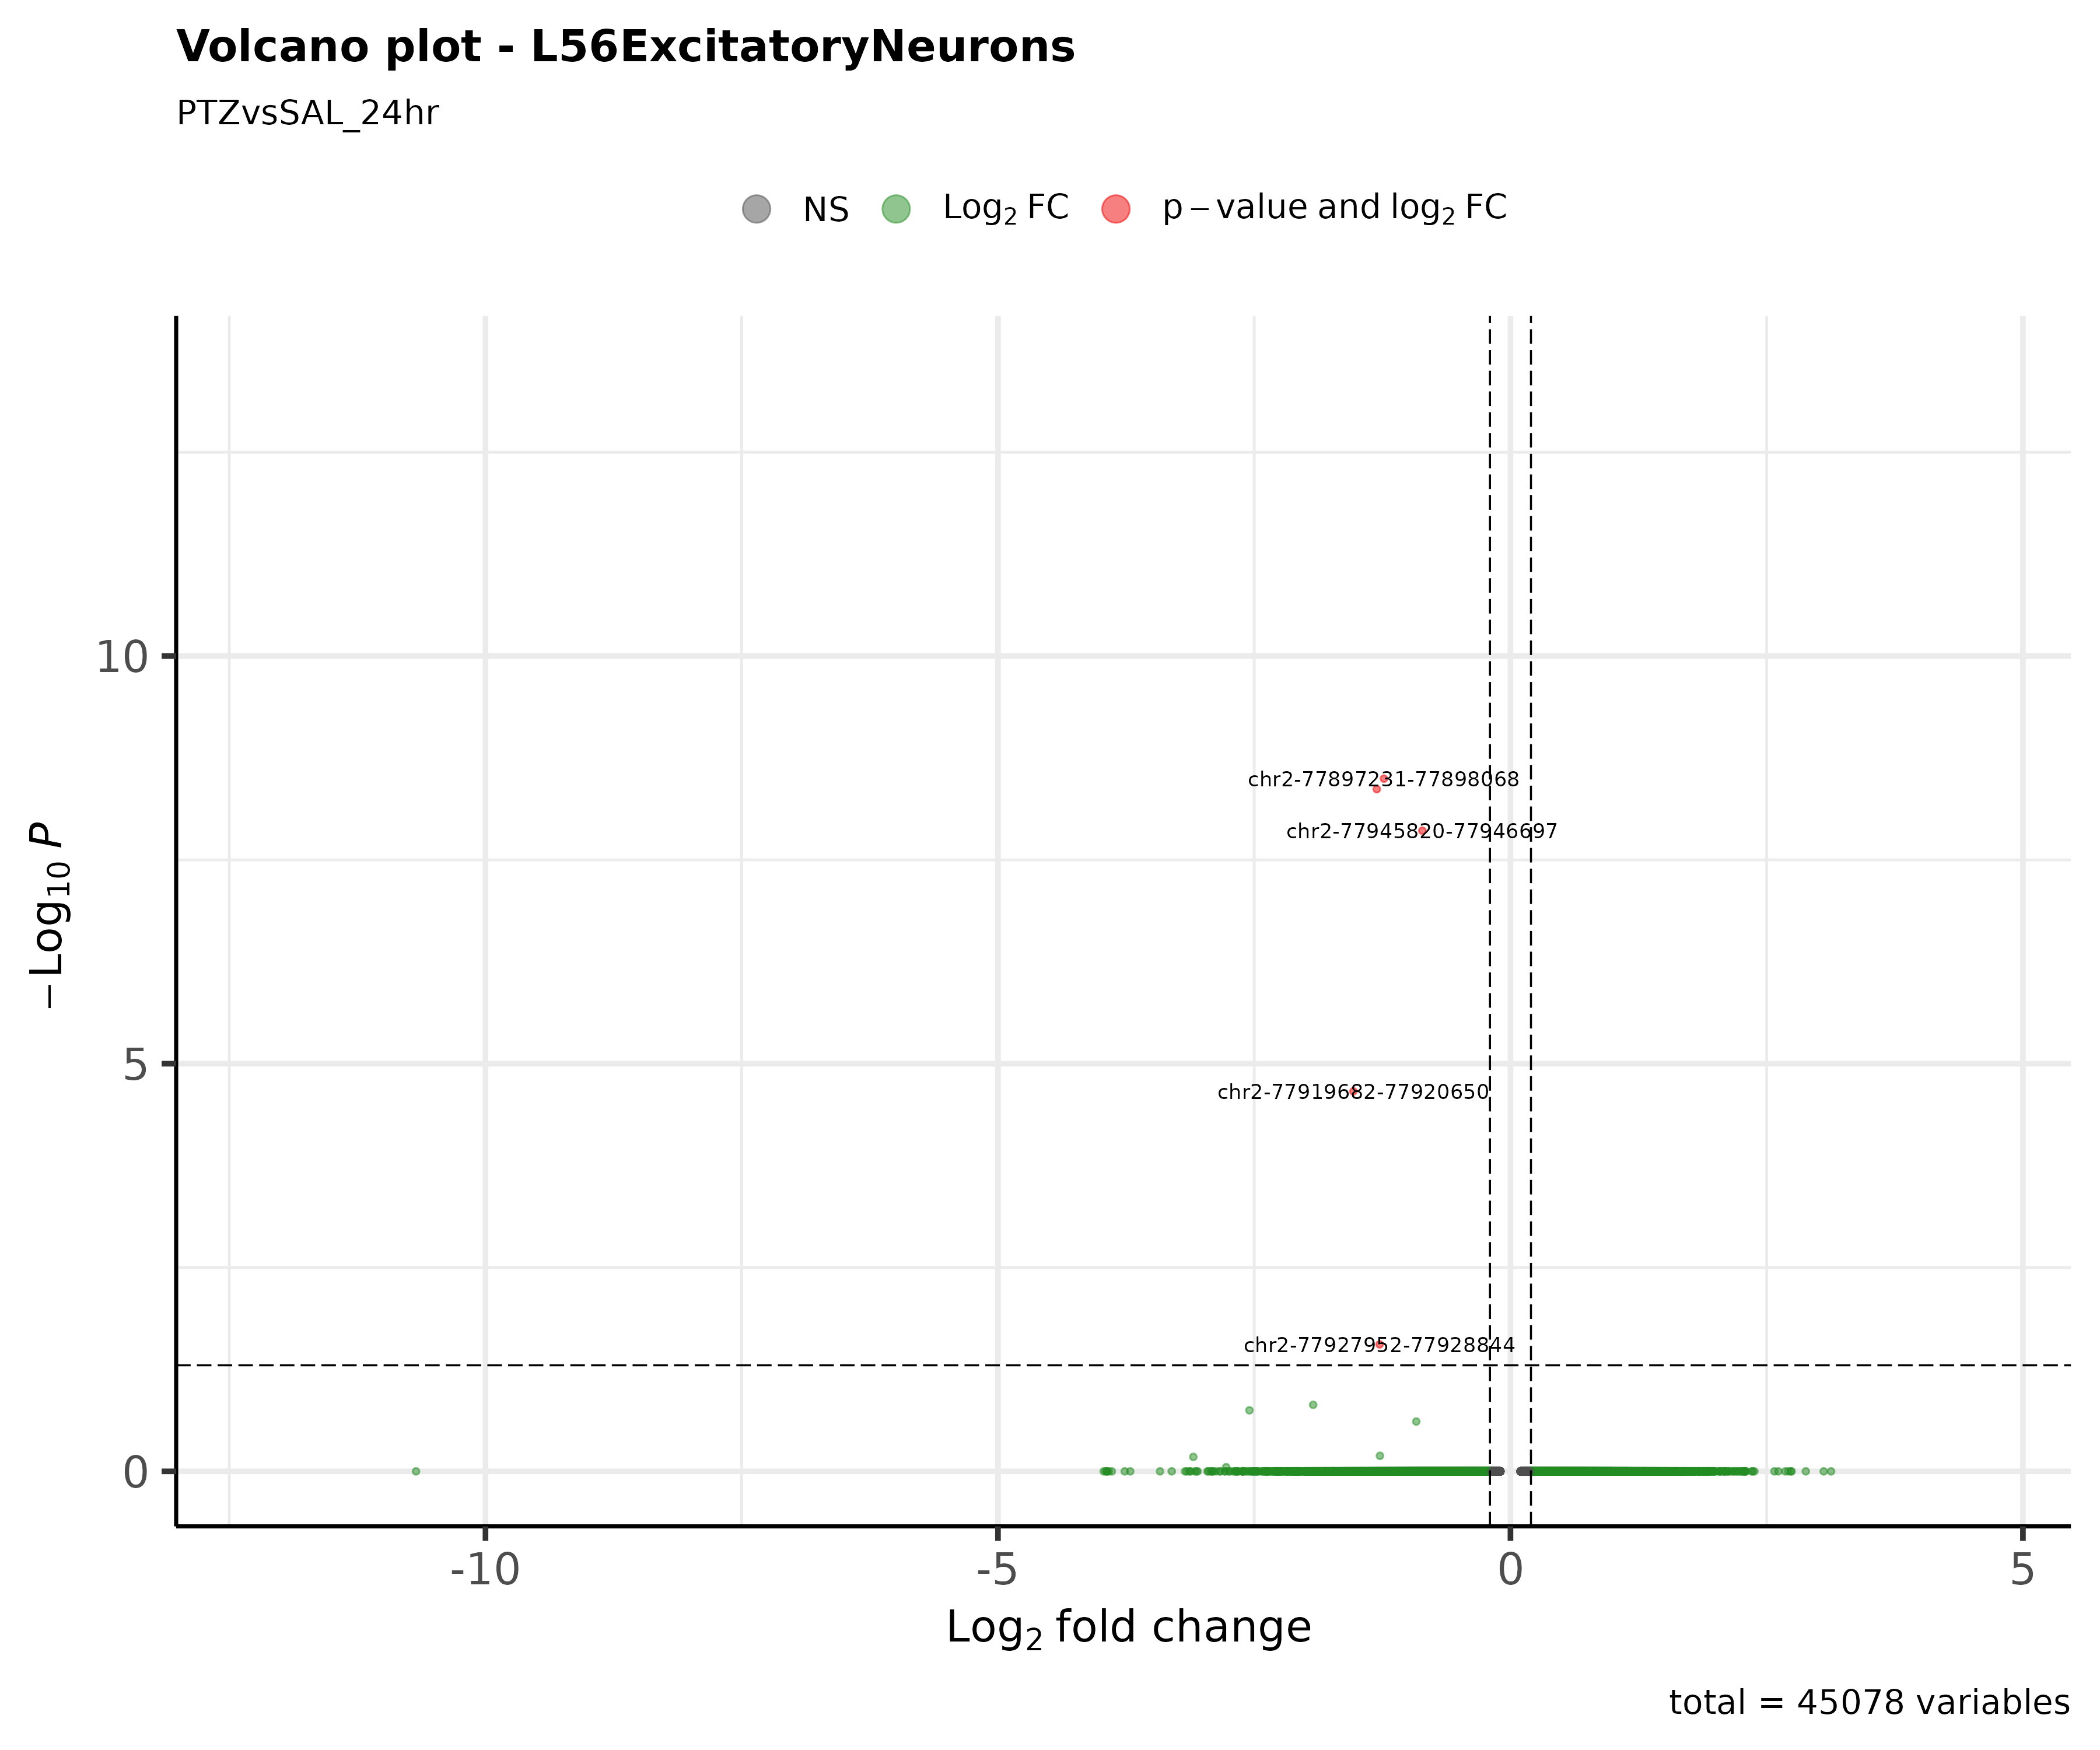 Volcano plot - L56ExcitatoryNeurons
PTZvsSAL_24hr
NS Log₂ FC p – value and log₂ FC
– Log₁₀ P
10
5
0
chr2-77897231-77898068
chr2-77945820-77946697
chr2-77919682-77920650
chr2-77927952-77928844
-10 -5 0 5
Log₂ fold change
total = 45078 variables